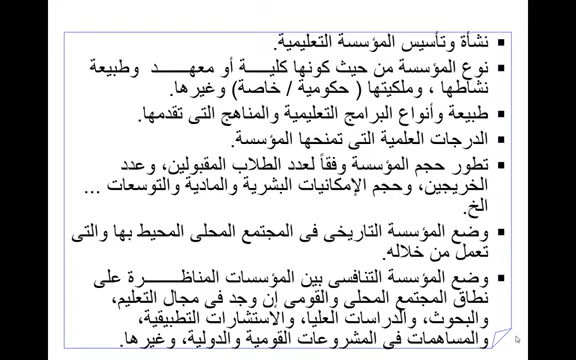 ▪ نشأة وتأسيس المؤسسة التعليمية.
▪ نوع المؤسسة من حيث كونها كليـــة أو معهـــــد وطبيعة
نشاطها ، وملكيتها ( حكومية / خاصة) وغيرها.
▪ طبيعة وأنواع البرامج التعليمية والمناهج التى تقدمها.
▪ الدرجات العلمية التى تمنحها المؤسسة.
▪ تطور حجم المؤسسة وفقاً لعدد الطلاب المقبولين، وعدد
الخريجين، وحجم الإمكانيات البشرية والمادية والتوسعات ...
الخ.
▪ وضع المؤسسة التاريخى فى المجتمع المحلى المحيط بها والتى
تعمل من خلاله.
▪ وضع المؤسسة التنافسى بين المؤسسات المناظـــــــرة على
نطاق المجتمع المحلى والقومى إن وجد فى مجال التعليم،
والبحوث، والدراسات العليا، والاستشارات التطبيقية،
والمساهمات فى المشروعات القومية والدولية، وغيرها.